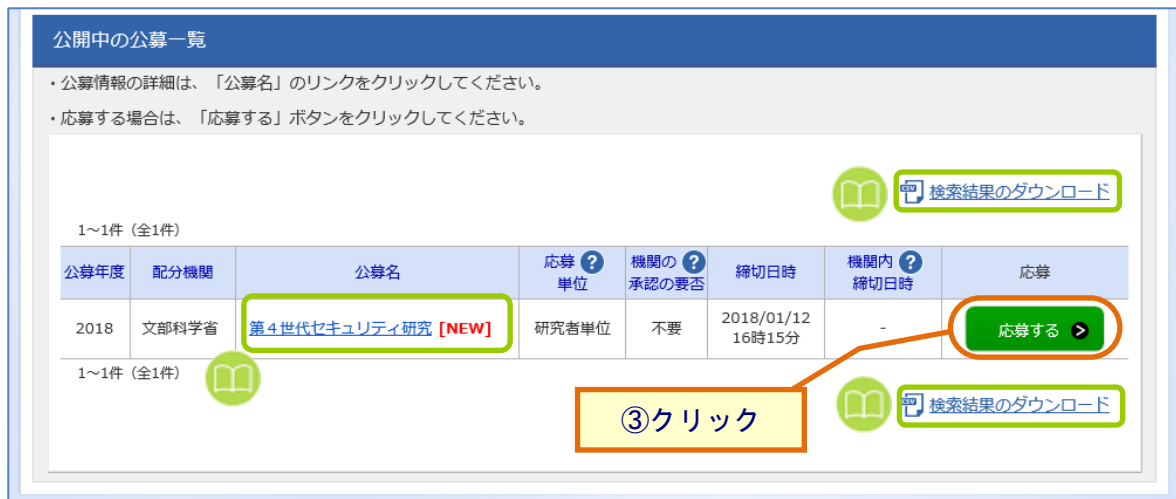 公開中の公募一覧
・公募情報の詳細は、「公募名」のリンクをクリックしてください。
・応募する場合は、「応募する」ボタンをクリックしてください。
CSV 検索結果のダウンロード
1～1件（全1件）
公募年度 配分機関 公募名 応募 ? 単位 機関の ? 承認の要否 締切日時 機関内 ? 締切日時 応募
2018 文部科学省 第４世代セキュリティ研究 [NEW] 研究者単位 不要 2018/01/12 16時15分 - 応募する
1～1件（全1件）
③クリック
CSV 検索結果のダウンロード